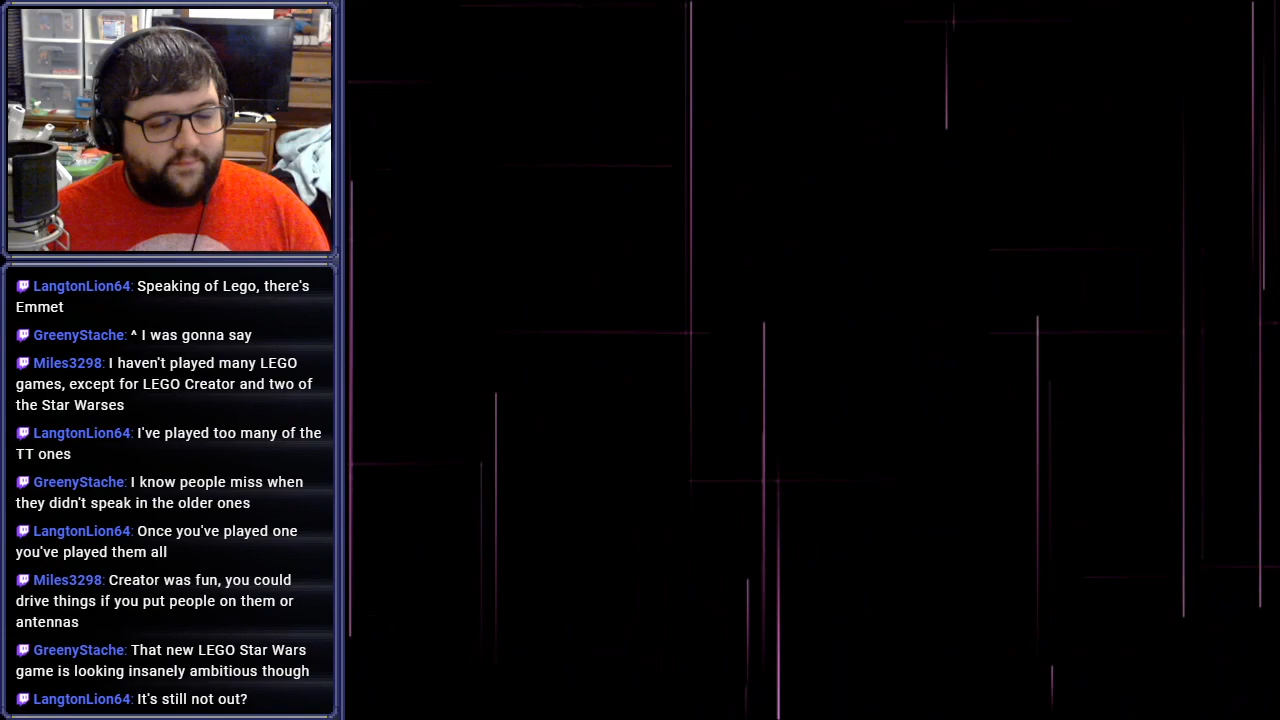 LangtonLion64: Speaking of Lego, there's
Emmet
GreenyStache: ^ I was gonna say
Miles3298: I haven't played many LEGO
games, except for LEGO Creator and two of
the Star Warses
LangtonLion64: I've played too many of the
TT ones
GreenyStache: I know people miss when
they didn't speak in the older ones
LangtonLion64: Once you've played one
you've played them all
Miles3298: Creator was fun, you could
drive things if you put people on them or
antennas
GreenyStache: That new LEGO Star Wars
game is looking insanely ambitious though
LangtonLion64: It's still not out?